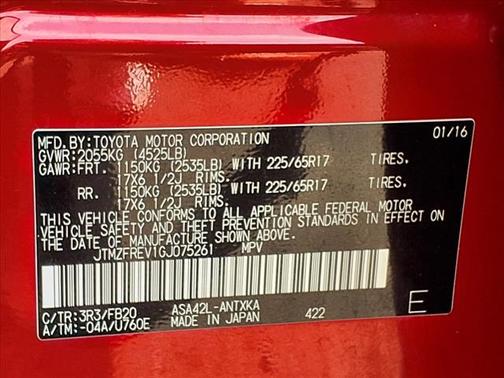 MFD.BY:TOYOTA MOTOR CORPORATION 01/16
GVWR:2055KG (4525LB)
GAWR:FRT. 1150KG (2535LB) WITH 225/65R17 TIRES.
17X6 1/2J RIMS.
RR. 1150KG (2535LB) WITH 225/65R17 TIRES.
17X6 1/2J RIMS.
THIS VEHICLE CONFORMS TO ALL APPLICABLE FEDERAL MOTOR
VEHICLE SAFETY AND THEFT PREVENTION STANDARDS IN EFFECT
ON THE DATE OF MANUFACTURE SHOWN ABOVE.
JTMZFREV1GJ075261 MPV
C/TR:3R3/FB20 ASA42L-ANTXKA
A/TM:-04A/U760E MADE IN JAPAN 422 E